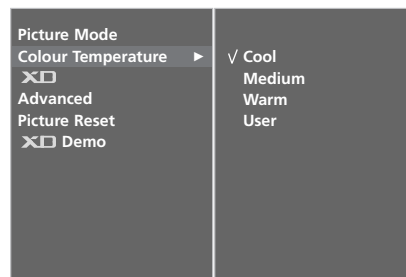 Picture Mode
Colour Temperature ►
XD
Advanced
Picture Reset
XD Demo
√ Cool
Medium
Warm
User